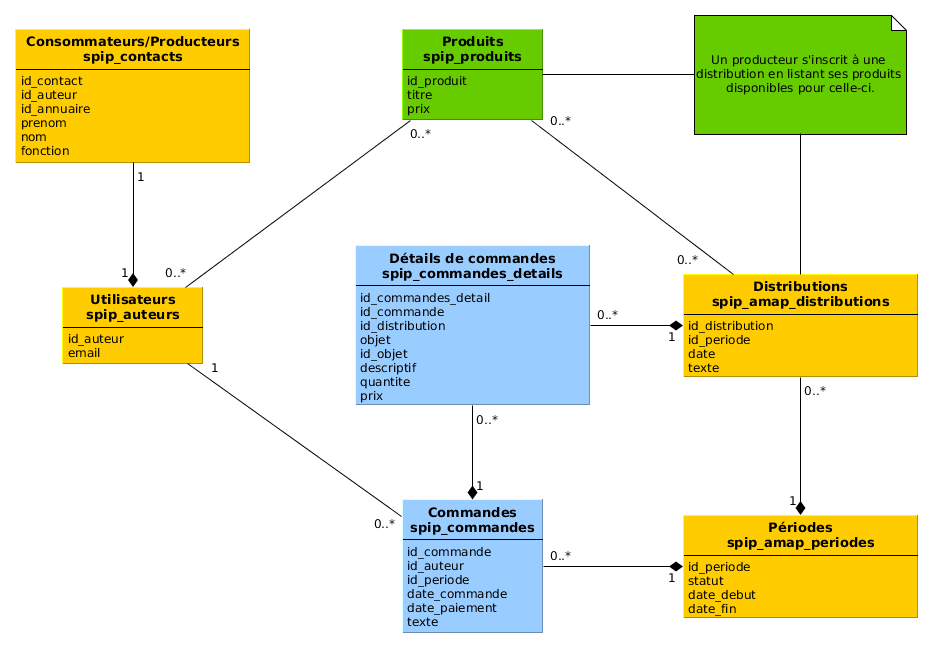 Consommateurs/Producteurs
spip_contacts
id_contact
id_auteur
id_annuaire
prenom
nom
fonction
1
1
Produits
spip_produits
id_produit
titre
prix
0..*
0..*
Un producteur s'inscrit à une
distribution en listant ses produits
disponibles pour celle-ci.
0..*
0..*
Utilisateurs
spip_auteurs
id_auteur
email
1
0..*
Détails de commandes
spip_commandes_details
id_commandes_detail
id_commande
id_distribution
objet
id_objet
descriptif
quantite
prix
0..*
1
0..*
1
Distributions
spip_amap_distributions
id_distribution
id_periode
date
texte
0..*
1
Commandes
spip_commandes
id_commande
id_auteur
id_periode
date_commande
date_paiement
texte
0..*
1
Périodes
spip_amap_periodes
id_periode
statut
date_debut
date_fin